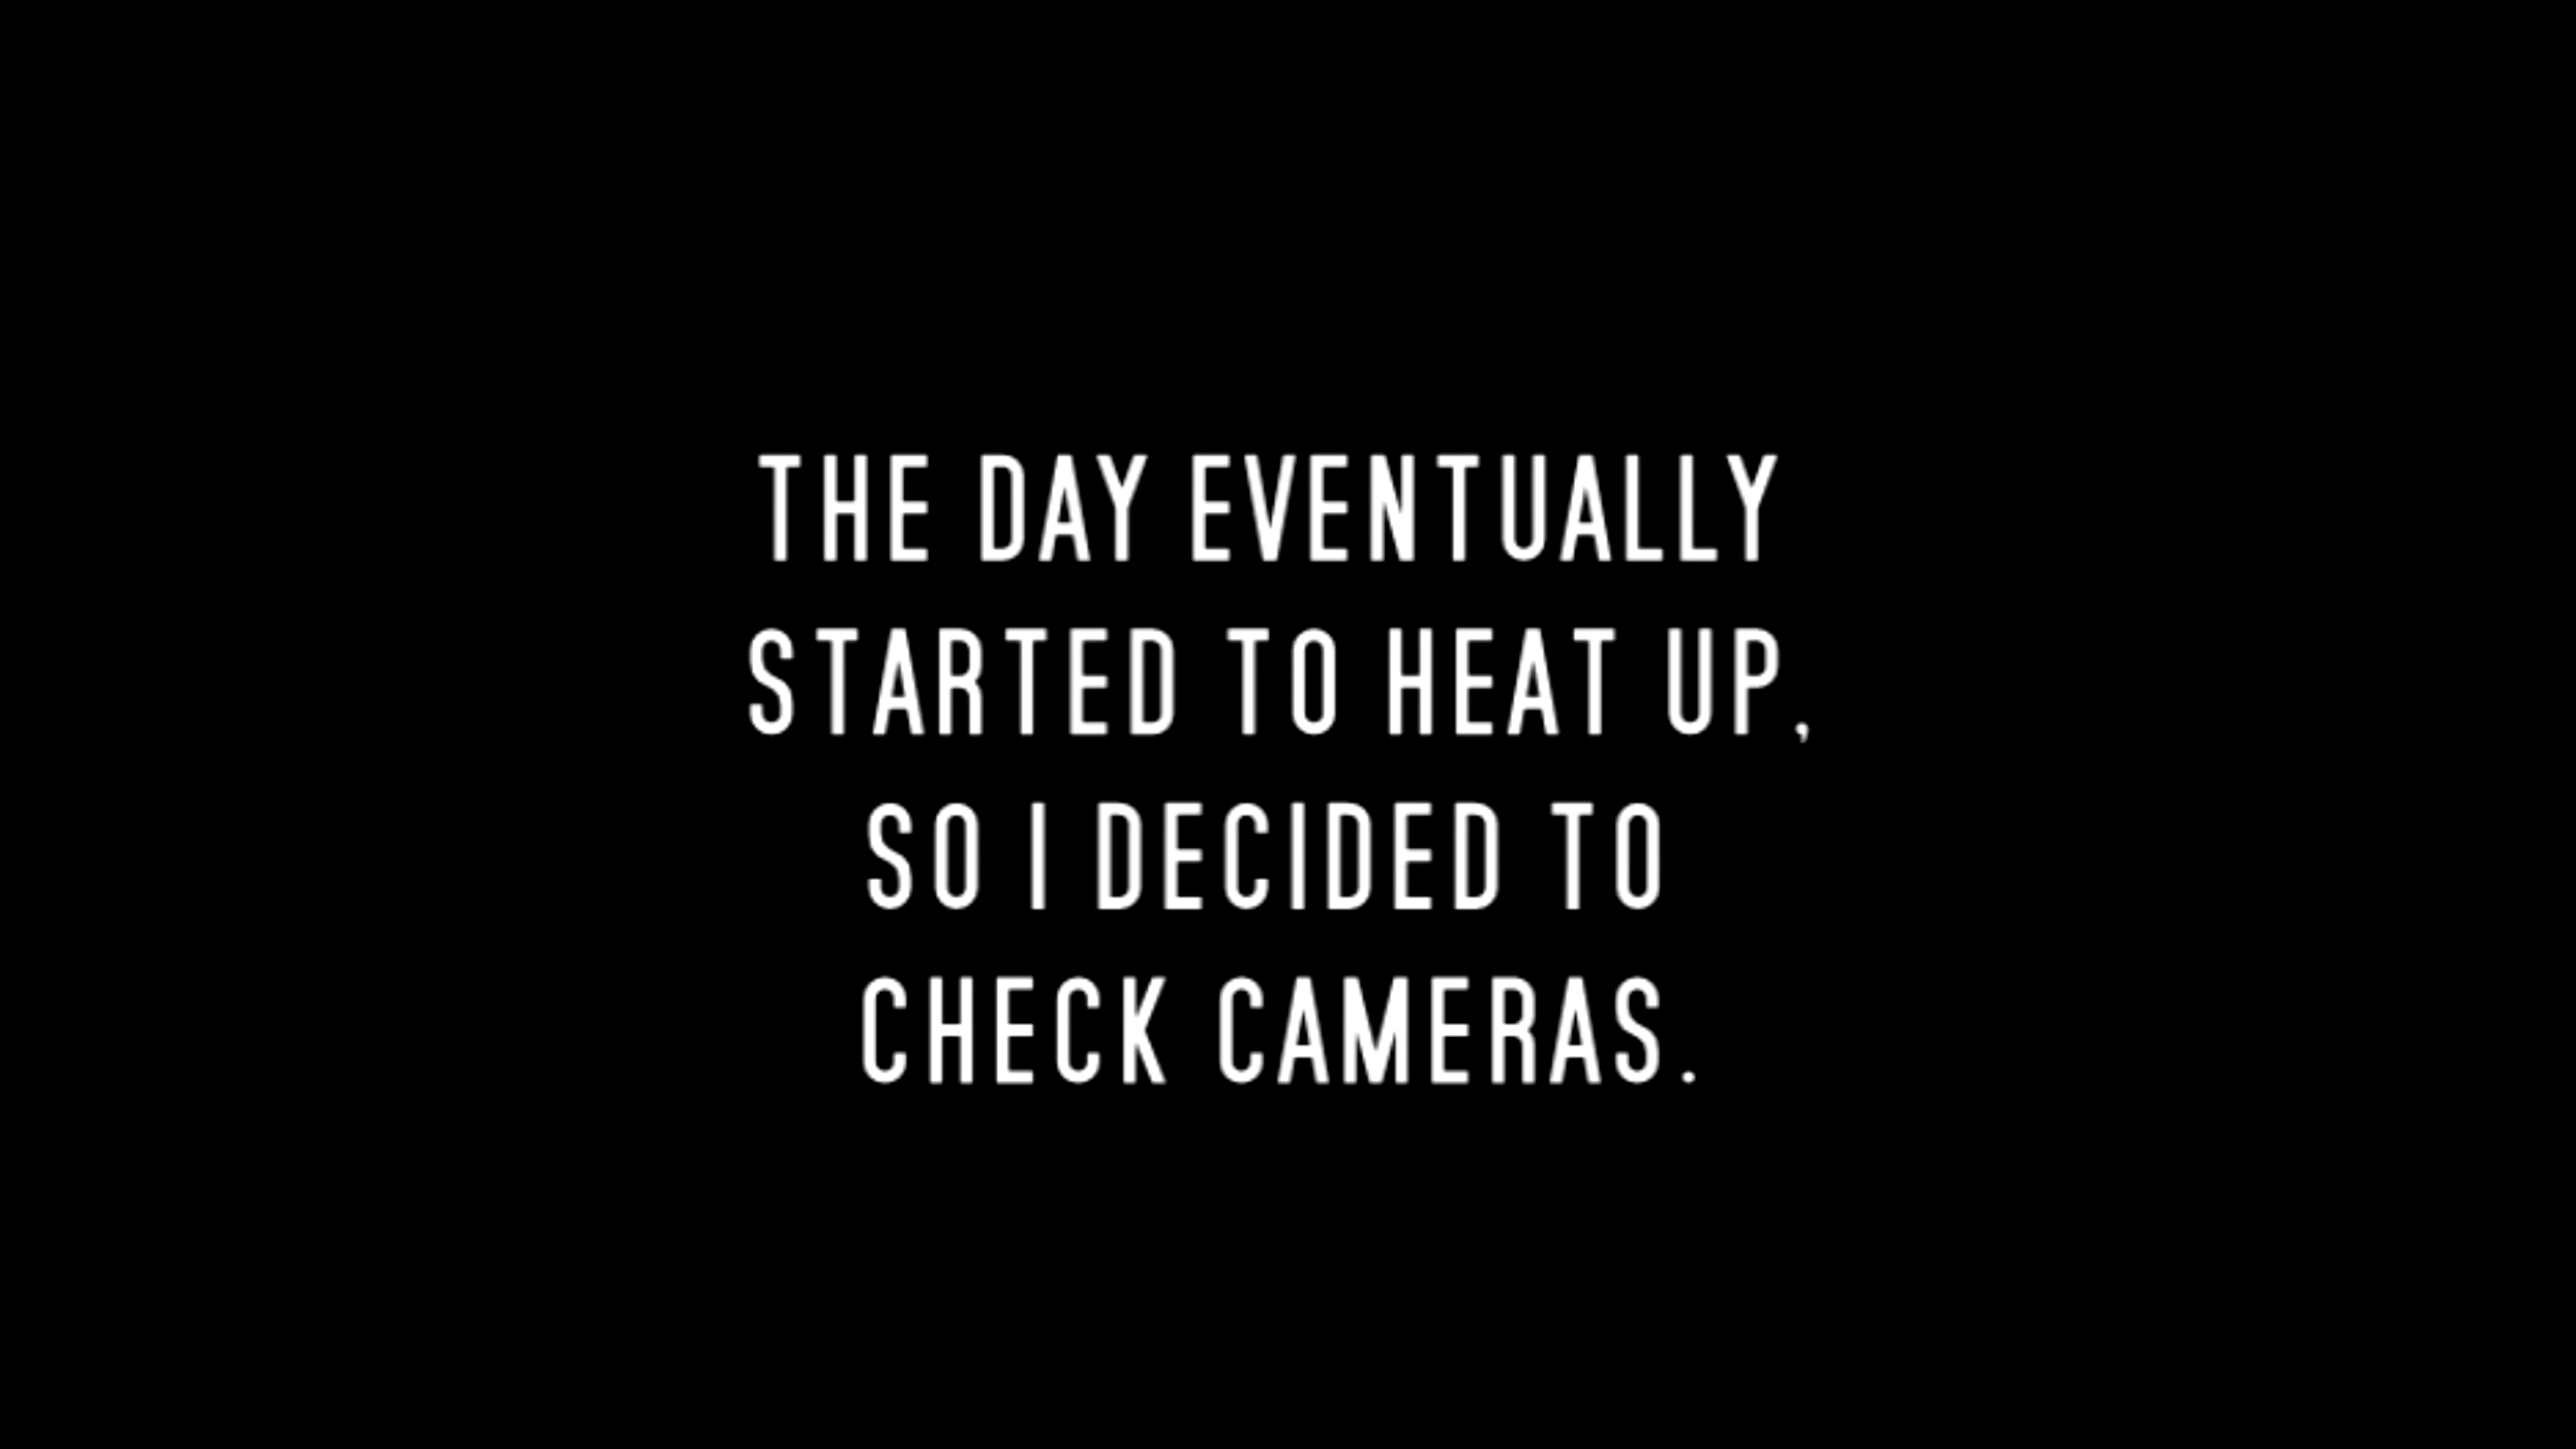 THE DAY EVENTUALLY
STARTED TO HEAT UP,
SO I DECIDED TO
CHECK CAMERAS.